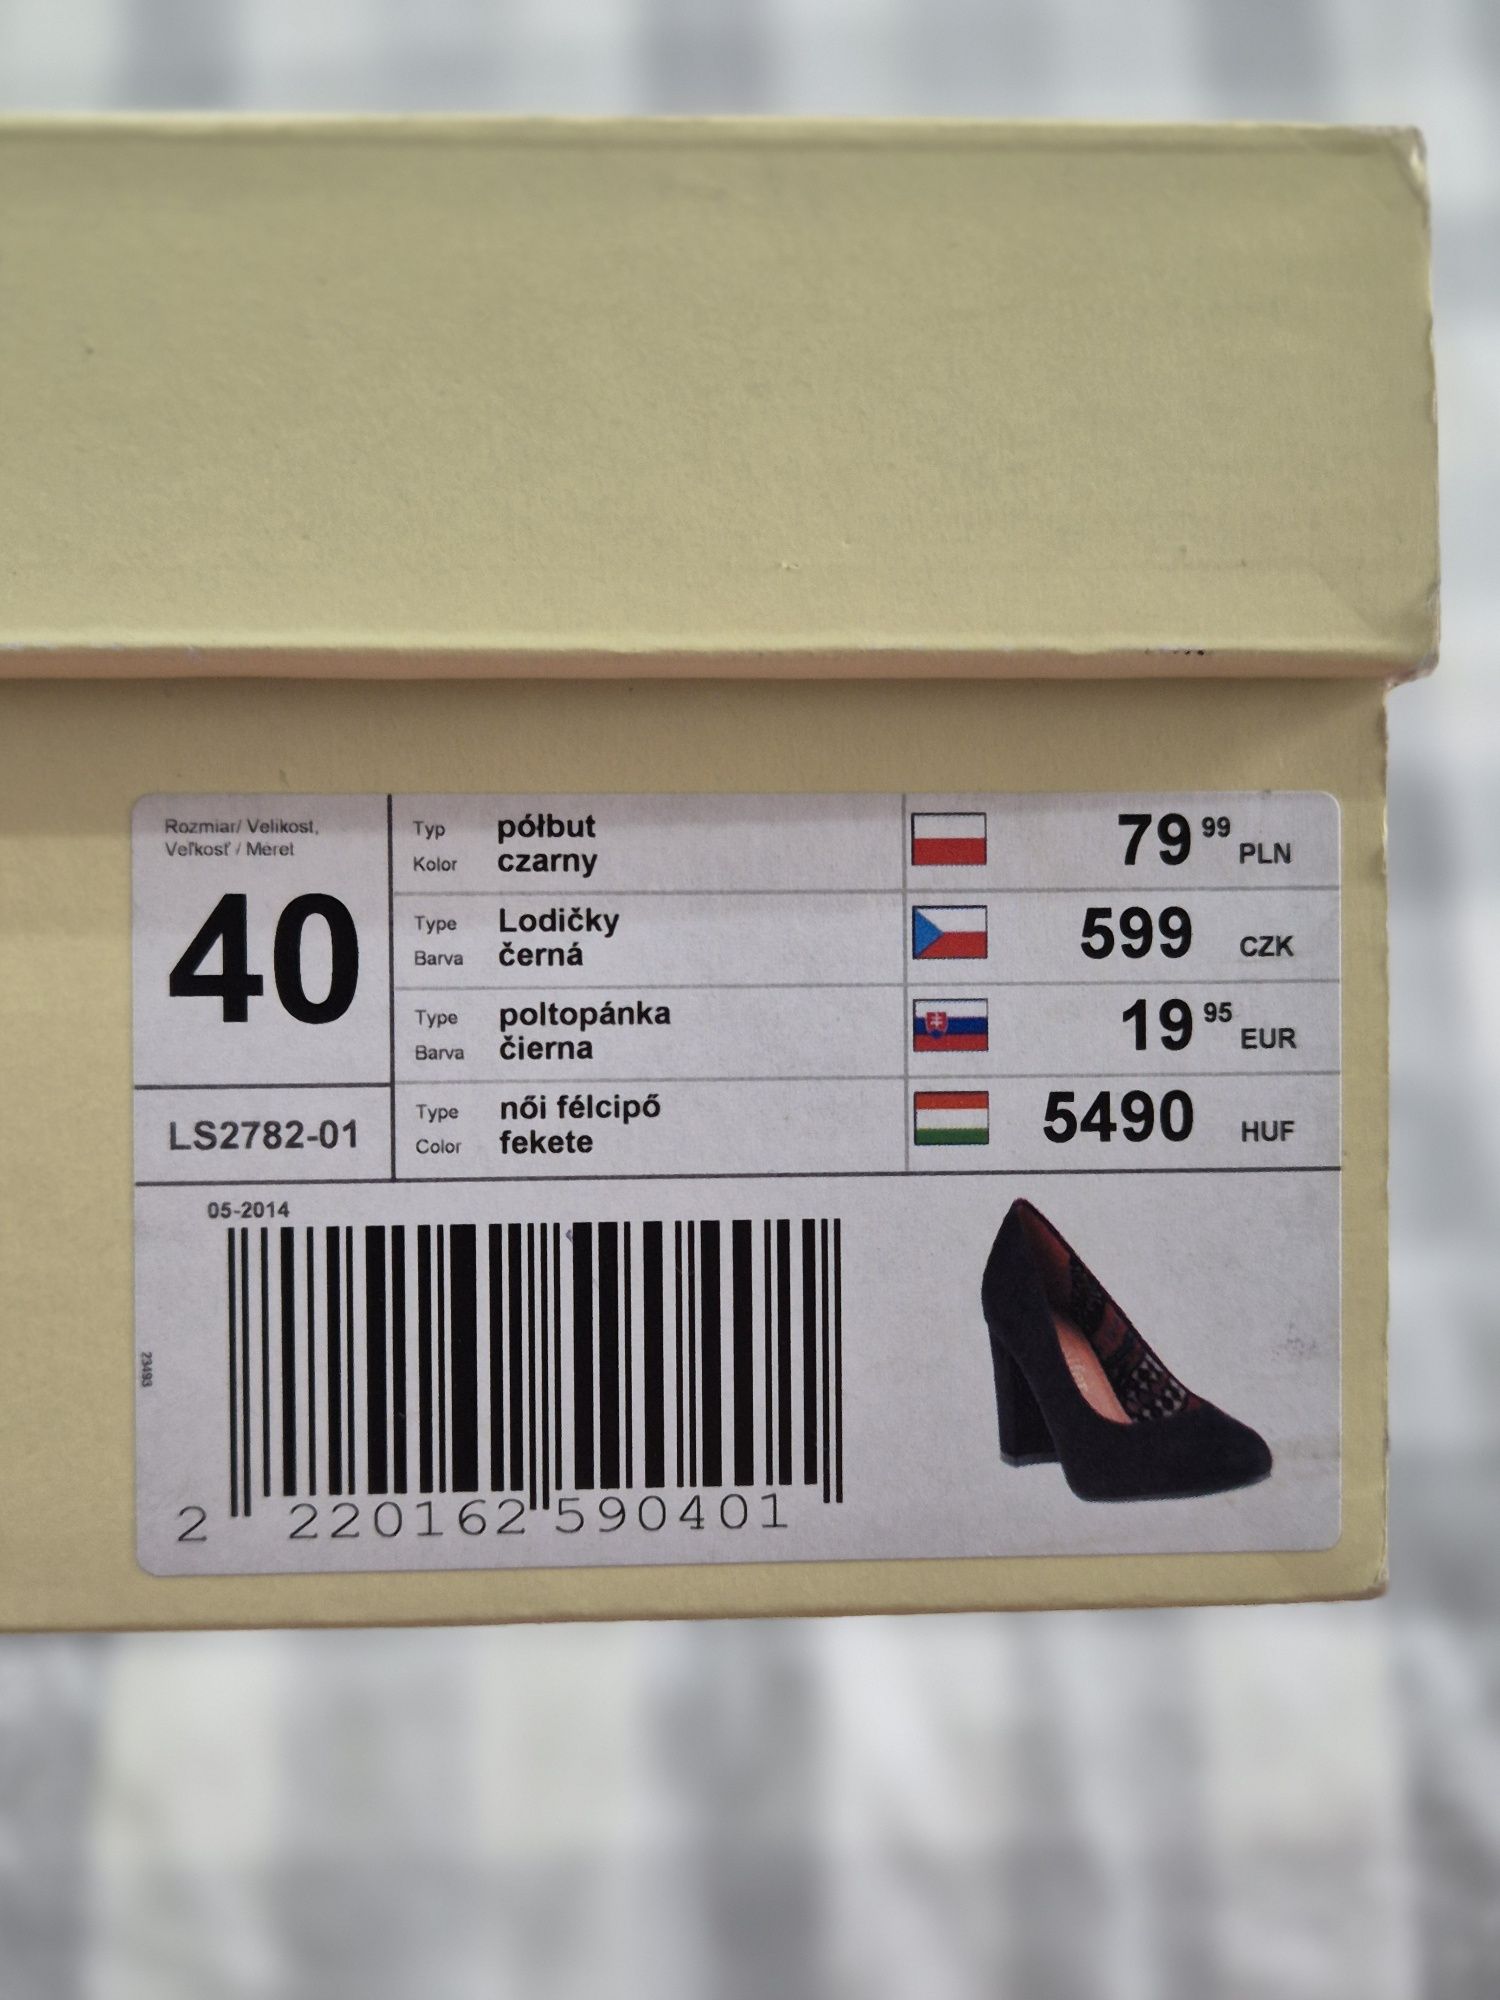 Rozmiar/ Velikost,
Veľkosť / Méret
40
LS2782-01
Typ półbut
Kolor czarny
79 99 PLN
Type Lodičky
Barva černá
599 CZK
Type poltopánka
Barva čierna
19 95 EUR
Type női félcipő
Color fekete
5490 HUF
05-2014
23493
2 220162 590401